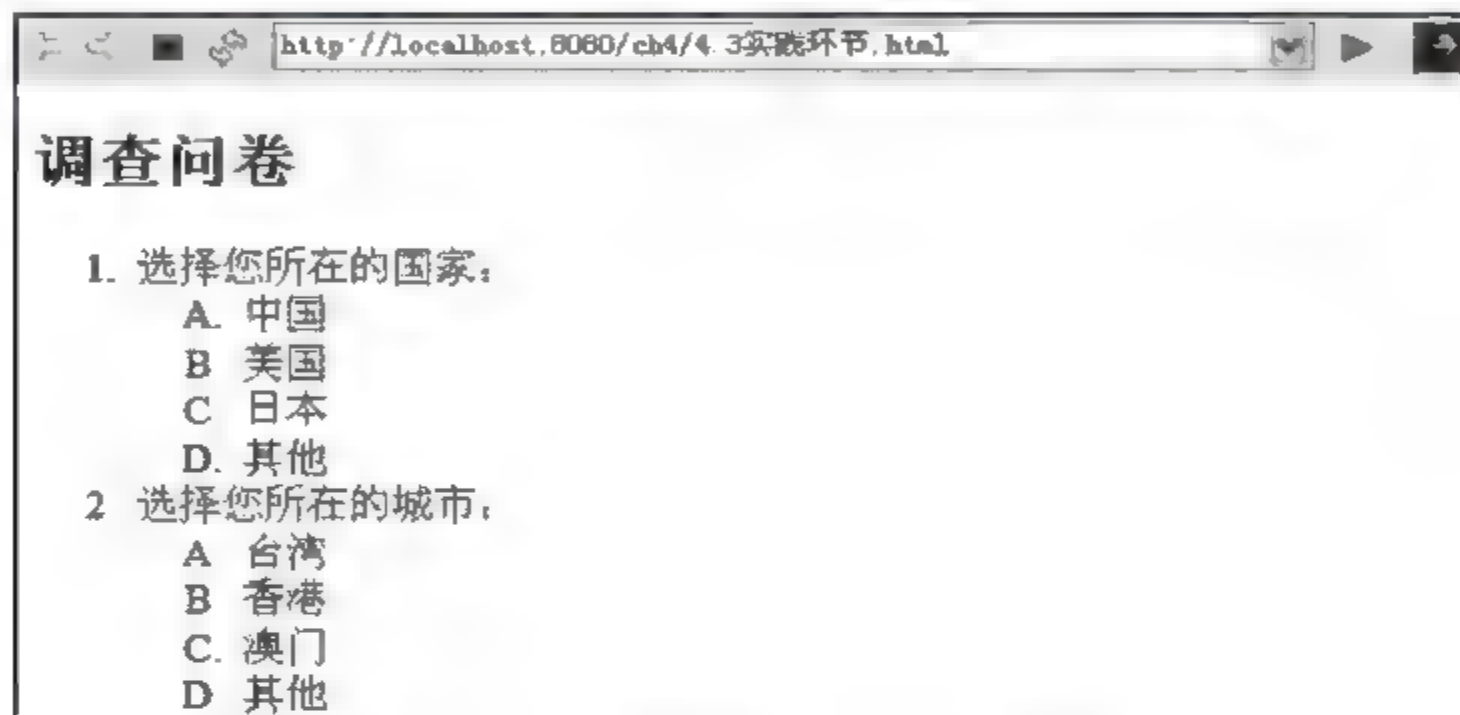 http://localhost:8080/ch4/4.3实践环节.html
调查问卷
1. 选择您所在的国家：
A. 中国
B 美国
C 日本
D. 其他
2 选择您所在的城市：
A 台湾
B 香港
C. 澳门
D 其他